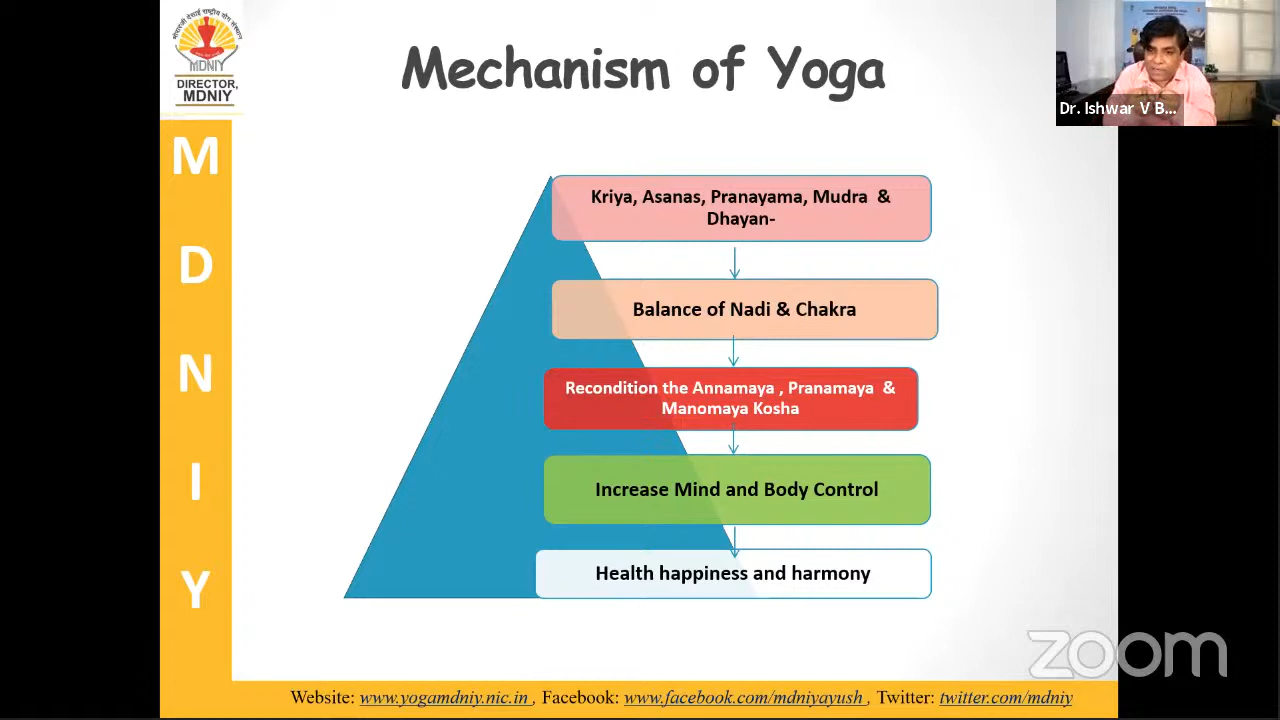 Mechanism of Yoga
MDNIY
DIRECTOR,
MDNIY
Dr. Ishwar V B...
M
D
N
I
Y
Kriya, Asanas, Pranayama, Mudra &
Dhayan-
Balance of Nadi & Chakra
Recondition the Annamaya , Pranamaya &
Manomaya Kosha
Increase Mind and Body Control
Health happiness and harmony
zoom
Website: www.yogamdniy.nic.in , Facebook: www.facebook.com/mdniyayush , Twitter: twitter.com/mdniy